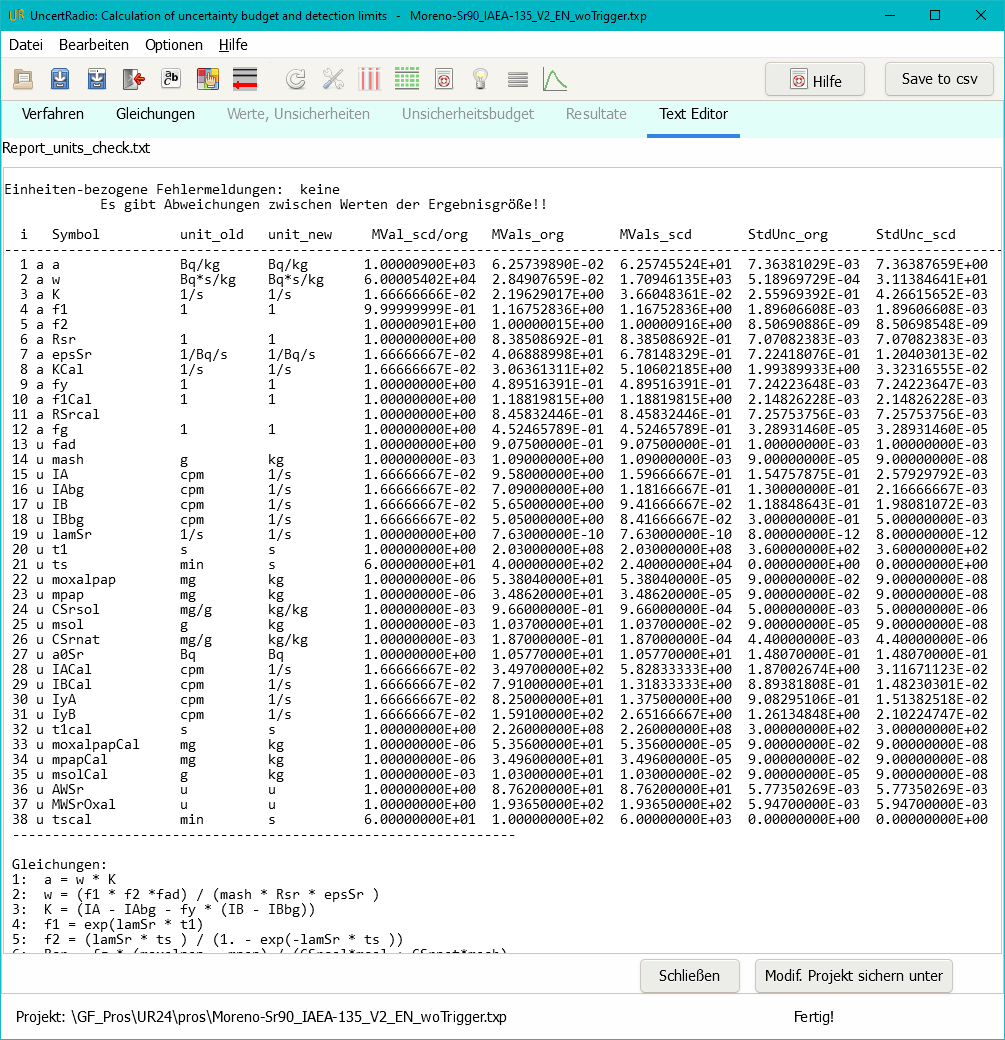 UR UncertRadio: Calculation of uncertainty budget and detection limits - Moreno-Sr90_IAEA-135_V2_EN_woTrigger.txp
Datei Bearbeiten Optionen Hilfe
Hilfe Save to csv
Verfahren Gleichungen Werte, Unsicherheiten Unsicherheitsbudget Resultate Text Editor
Report_units_check.txt
Einheiten-bezogene Fehlermeldungen: keine
Es gibt Abweichungen zwischen Werten der Ergebnisgröße!!
i Symbol unit_old unit_new MVal_scd/org MVals_org MVals_scd StdUnc_org StdUnc_scd
1 a a Bq/kg Bq/kg 1.00000900E+03 6.25739890E-02 6.25745524E+01 7.36381029E-03 7.36387659E+00
2 a w Bq*s/kg Bq*s/kg 6.00005402E+04 2.84907659E-02 1.70946135E+03 5.18969729E-04 3.11384641E+01
3 a K 1/s 1/s 1.66666666E-02 2.19629017E+00 3.66048361E-02 2.55969392E-01 4.26615652E-03
4 a f1 1 1 9.99999999E-01 1.16752836E+00 1.16752836E+00 1.89606608E-03 1.89606608E-03
5 a f2 1.00000901E+00 1.00000015E+00 1.00000916E+00 8.50690886E-09 8.50698548E-09
6 a Rsr 1 1 1.00000000E+00 8.38508692E-01 8.38508692E-01 7.07082383E-03 7.07082383E-03
7 a epsSr 1/Bq/s 1/Bq/s 1.66666667E-02 4.06888998E+01 6.78148329E-01 7.22418076E-01 1.20403013E-02
8 a KCal 1/s 1/s 1.66666667E-02 3.06361311E+02 5.10602185E+00 1.99389933E+00 3.32316555E-02
9 a fy 1 1 1.00000000E+00 4.89516391E-01 4.89516391E-01 7.24223648E-03 7.24223647E-03
10 a f1Cal 1 1 1.00000000E+00 1.18819815E+00 1.18819815E+00 2.14826228E-03 2.14826228E-03
11 a RSrcal 1.00000000E+00 8.45832446E-01 8.45832446E-01 7.25753756E-03 7.25753756E-03
12 a fg 1 1 1.00000000E+00 4.52465789E-01 4.52465789E-01 3.28931460E-05 3.28931460E-05
13 u fad 1.00000000E+00 9.07500000E-01 9.07500000E-01 1.00000000E-03 1.00000000E-03
14 u mash g kg 1.00000000E-03 1.09000000E+00 1.09000000E-03 9.00000000E-05 9.00000000E-08
15 u IA cpm 1/s 1.66666667E-02 9.58000000E+00 1.59666667E-01 1.54757875E-01 2.57929792E-03
16 u IAbg cpm 1/s 1.66666667E-02 7.09000000E+00 1.18166667E-01 1.30000000E-01 2.16666667E-03
17 u IB cpm 1/s 1.66666667E-02 5.65000000E+00 9.41666667E-02 1.18848643E-01 1.98081072E-03
18 u IBbg cpm 1/s 1.66666667E-02 5.05000000E+00 8.41666667E-02 3.00000000E-01 5.00000000E-03
19 u lamSr 1/s 1/s 1.00000000E+00 7.63000000E-10 7.63000000E-10 8.00000000E-12 8.00000000E-12
20 u t1 s s 1.00000000E+00 2.03000000E+08 2.03000000E+08 3.60000000E+02 3.60000000E+02
21 u ts min s 6.00000000E+01 4.00000000E+02 2.40000000E+04 0.00000000E+00 0.00000000E+00
22 u moxalpap mg kg 1.00000000E-06 5.38040000E+01 5.38040000E-05 9.00000000E-02 9.00000000E-08
23 u mpap mg kg 1.00000000E-06 3.48620000E+01 3.48620000E-05 9.00000000E-02 9.00000000E-08
24 u CSrsol mg/g kg/kg 1.00000000E-03 9.66000000E-01 9.66000000E-04 5.00000000E-03 5.00000000E-06
25 u msol g kg 1.00000000E-03 1.03700000E+01 1.03700000E-02 9.00000000E-05 9.00000000E-08
26 u CSrnat mg/g kg/kg 1.00000000E-03 1.87000000E-01 1.87000000E-04 4.40000000E-03 4.40000000E-06
27 u a0Sr Bq Bq 1.00000000E+00 1.05770000E+01 1.05770000E+01 1.48070000E-01 1.48070000E-01
28 u IACal cpm 1/s 1.66666667E-02 3.49700000E+02 5.82833333E+00 1.87002674E+00 3.11671123E-02
29 u IBCal cpm 1/s 1.66666667E-02 7.91000000E+01 1.31833333E+00 8.89381808E-01 1.48230301E-02
30 u IyA cpm 1/s 1.66666667E-02 8.25000000E+01 1.37500000E+00 9.08295106E-01 1.51382518E-02
31 u IyB cpm 1/s 1.66666667E-02 1.59100000E+02 2.65166667E+00 1.26134848E+00 2.10224747E-02
32 u t1cal s s 1.00000000E+00 2.26000000E+08 2.26000000E+08 3.00000000E+02 3.00000000E+02
33 u moxalpapCal mg kg 1.00000000E-06 5.35600000E+01 5.35600000E-05 9.00000000E-02 9.00000000E-08
34 u mpapCal mg kg 1.00000000E-06 3.49600000E+01 3.49600000E-05 9.00000000E-02 9.00000000E-08
35 u msolCal g kg 1.00000000E-03 1.03000000E+01 1.03000000E-02 9.00000000E-05 9.00000000E-08
36 u AWSr u u 1.00000000E+00 8.76200000E+01 8.76200000E+01 5.77350269E-03 5.77350269E-03
37 u MWSrOxal u u 1.00000000E+00 1.93650000E+02 1.93650000E+02 5.94700000E-03 5.94700000E-03
38 u tscal min s 6.00000000E+01 1.00000000E+02 6.00000000E+03 0.00000000E+00 0.00000000E+00
Gleichungen:
1: a = w * K
2: w = (f1 * f2 *fad) / (mash * Rsr * epsSr )
3: K = (IA - IAbg - fy * (IB - IBbg))
4: f1 = exp(lamSr * t1)
5: f2 = (lamSr * ts ) / (1. - exp(-lamSr * ts ))
Schließen Modif. Projekt sichern unter
Projekt: \GF_Pros\UR24\pros\Moreno-Sr90_IAEA-135_V2_EN_woTrigger.txp Fertig!